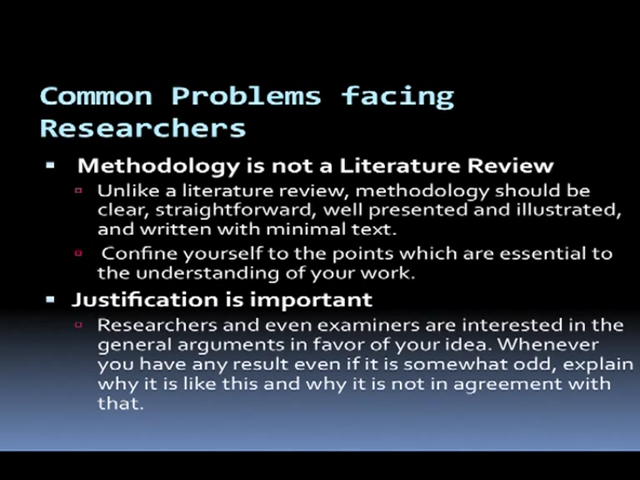 Common Problems facing
Researchers
Methodology is not a Literature Review
Unlike a literature review, methodology should be
clear, straightforward, well presented and illustrated,
and written with minimal text.
Confine yourself to the points which are essential to
the understanding of your work.
Justification is important
Researchers and even examiners are interested in the
general arguments in favor of your idea. Whenever
you have any result even if it is somewhat odd, explain
why it is like this and why it is not in agreement with
that.